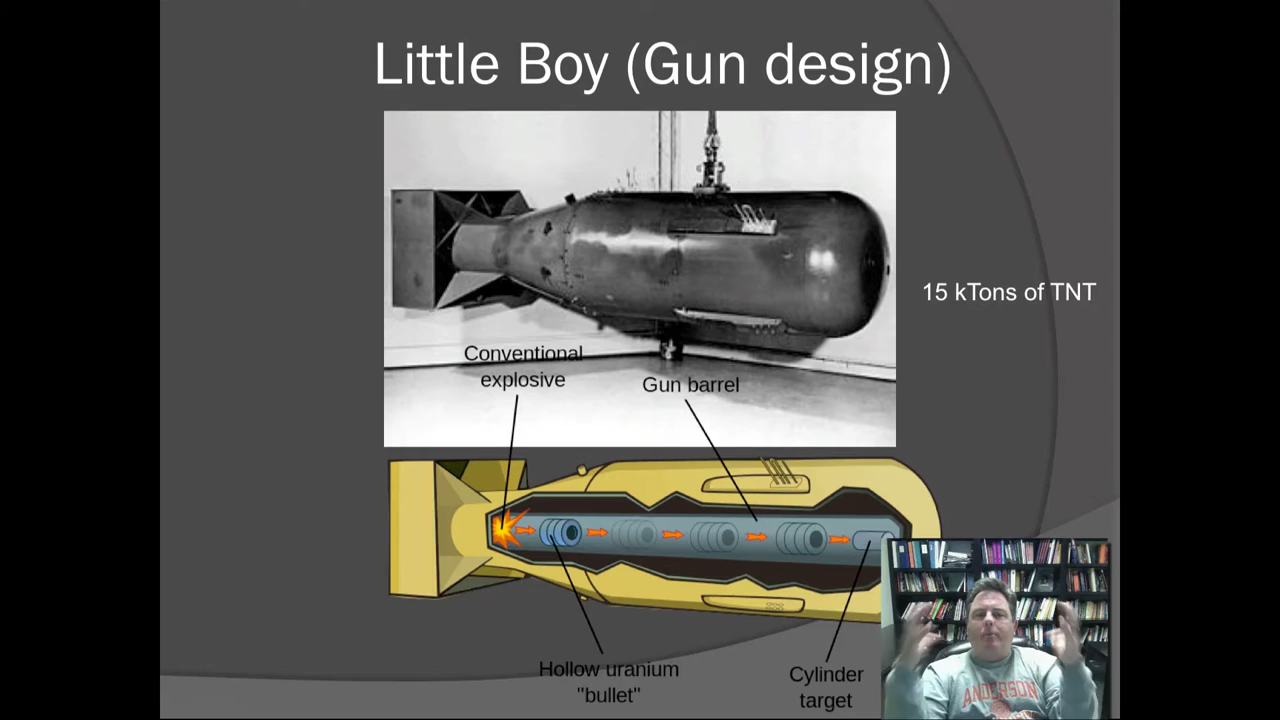 Little Boy (Gun design)
15 kTons of TNT
Conventional
explosive
Gun barrel
Hollow uranium
"bullet"
Cylinder
target
ANDERSON